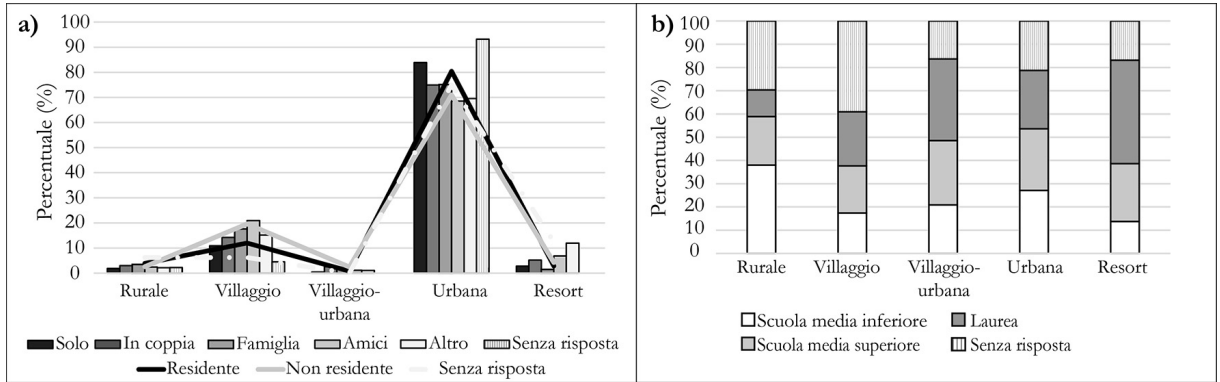 a)
Percentuale (%)
100
90
80
70
60
50
40
30
20
10
0
Rurale
Villaggio
Villaggio-
urbana
Urbana
Resort
Solo
In coppia
Famiglia
Amici
Altro
Senza risposta
Residente
Non residente
Senza risposta
b)
Percentuale (%)
100
90
80
70
60
50
40
30
20
10
0
Rurale
Villaggio
Villaggio-
urbana
Urbana
Resort
Scuola media inferiore
Laurea
Scuola media superiore
Senza risposta